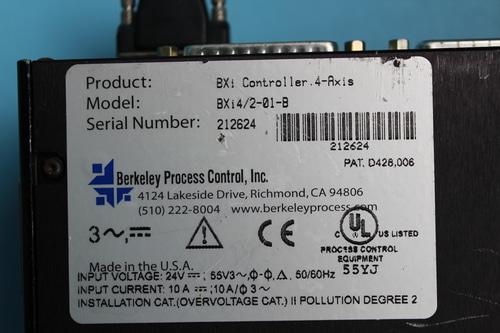 Product: BXi Controller.4-Axis
Model: BXi4/2-01-B
Serial Number: 212624
212624
PAT. D426,006
Berkeley Process Control, Inc.
4124 Lakeside Drive, Richmond, CA 94806
(510) 222-8004 www.berkeleyprocess.com
3~, ⎓
CE
C UL US LISTED
PROCESS CONTROL
EQUIPMENT
55YJ
Made in the U.S.A.
INPUT VOLTAGE: 24V ⎓ ; 55V3~,Φ-Φ, Δ. 50/60Hz
INPUT CURRENT: 10 A ⎓ ;10A/Φ 3~
INSTALLATION CAT.(OVERVOLTAGE CAT.) II POLLUTION DEGREE 2